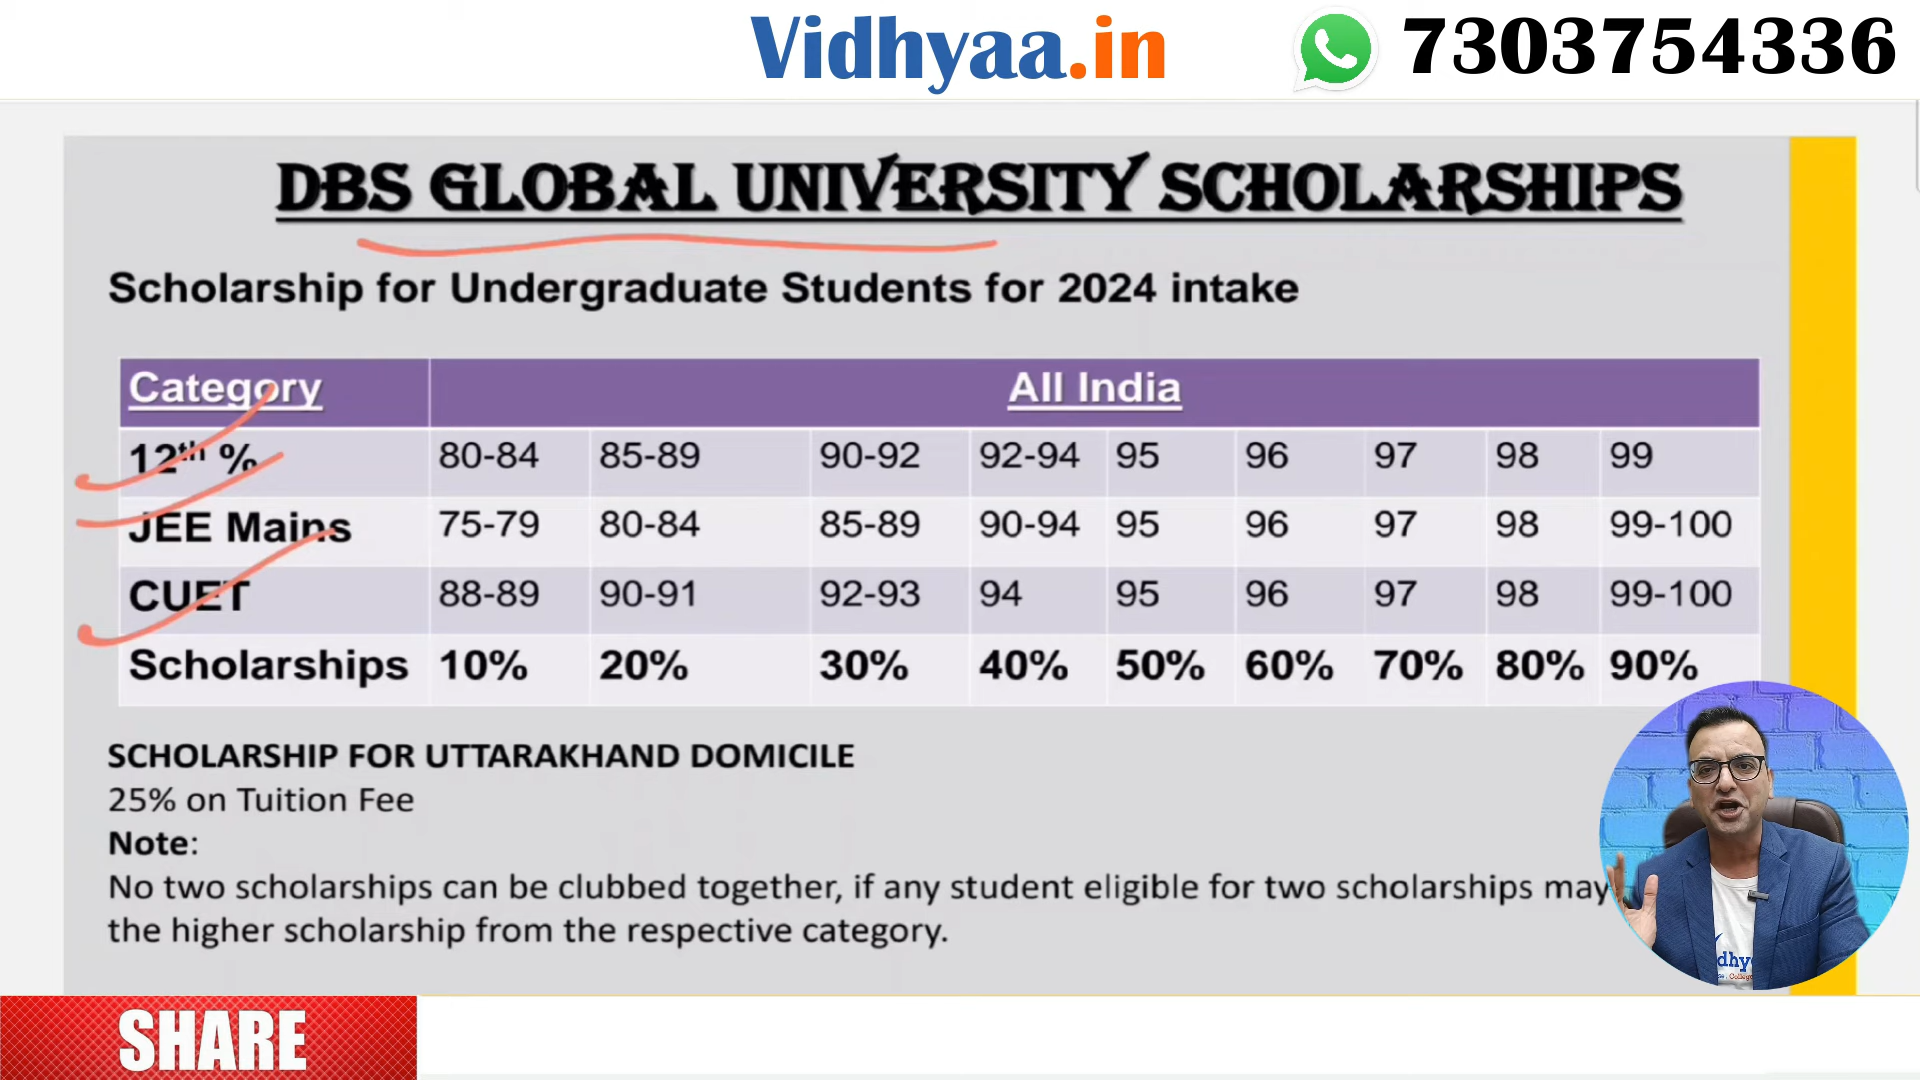 Vidhyaa.in
7303754336
DBS GLOBAL UNIVERSITY SCHOLARSHIPS
Scholarship for Undergraduate Students for 2024 intake
Category All India
12th % 80-84 85-89 90-92 92-94 95 96 97 98 99
JEE Mains 75-79 80-84 85-89 90-94 95 96 97 98 99-100
CUET 88-89 90-91 92-93 94 95 96 97 98 99-100
Scholarships 10% 20% 30% 40% 50% 60% 70% 80% 90%
SCHOLARSHIP FOR UTTARAKHAND DOMICILE
25% on Tuition Fee
Note:
No two scholarships can be clubbed together, if any student eligible for two scholarships may
the higher scholarship from the respective category.
SHARE